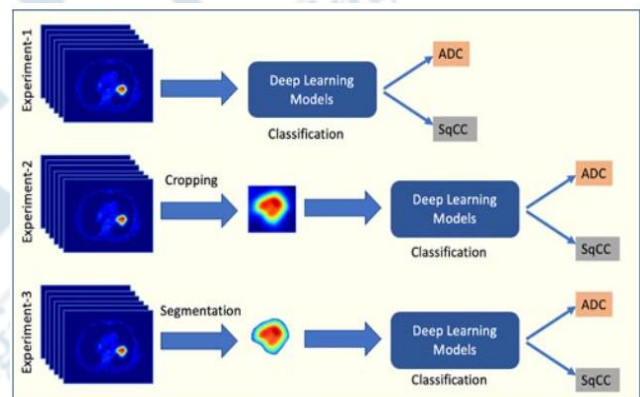 Experiment-1
Deep Learning
Models
Classification
ADC
SqCC
Experiment-2
Cropping
Deep Learning
Models
Classification
ADC
SqCC
Experiment-3
Segmentation
Deep Learning
Models
Classification
ADC
SqCC